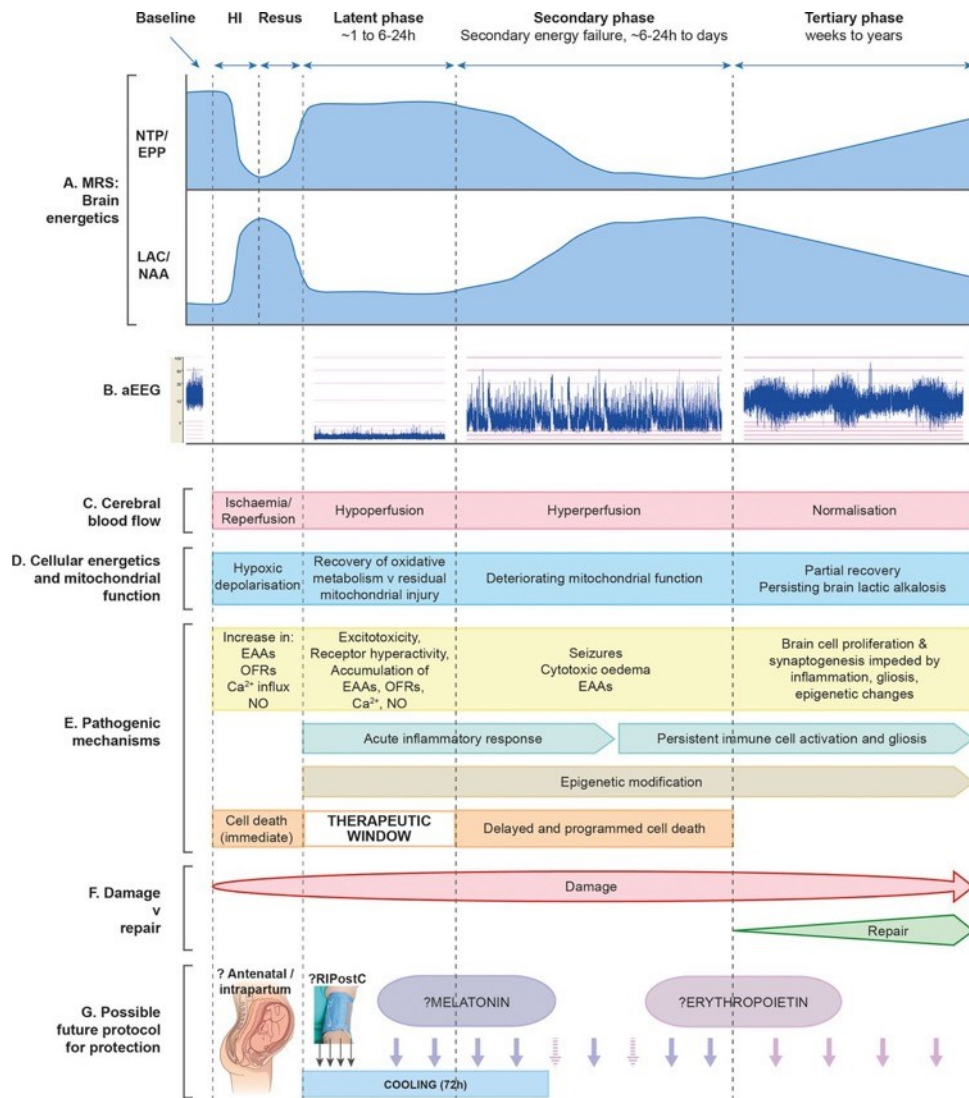 Baseline
HI
Resus
Latent phase
~1 to 6-24h
Secondary phase
Secondary energy failure, ~6-24h to days
Tertiary phase
weeks to years
A. MRS:
Brain
energetics
NTP/
EPP
LAC/
NAA
B. aEEG
C. Cerebral
blood flow
Ischaemia/
Reperfusion
Hypoperfusion
Hyperperfusion
Normalisation
D. Cellular energetics
and mitochondrial
function
Hypoxic
depolarisation
Recovery of oxidative
metabolism v residual
mitochondrial injury
Deteriorating mitochondrial function
Partial recovery
Persisting brain lactic alkalosis
E. Pathogenic
mechanisms
Increase in:
EAAs
OFRs
Ca²⁺ influx
NO
Excitotoxicity,
Receptor hyperactivity,
Accumulation of
EAAs, OFRs,
Ca²⁺, NO
Seizures
Cytotoxic oedema
EAAs
Brain cell proliferation &
synaptogenesis impeded by
inflammation, gliosis,
epigenetic changes
Acute inflammatory response
Persistent immune cell activation and gliosis
Epigenetic modification
Cell death
(immediate)
THERAPEUTIC
WINDOW
Delayed and programmed cell death
F. Damage
v
repair
Damage
Repair
G. Possible
future protocol
for protection
? Antenatal /
intrapartum
?RIPostC
?MELATONIN
?ERYTHROPOIETIN
COOLING (72h)